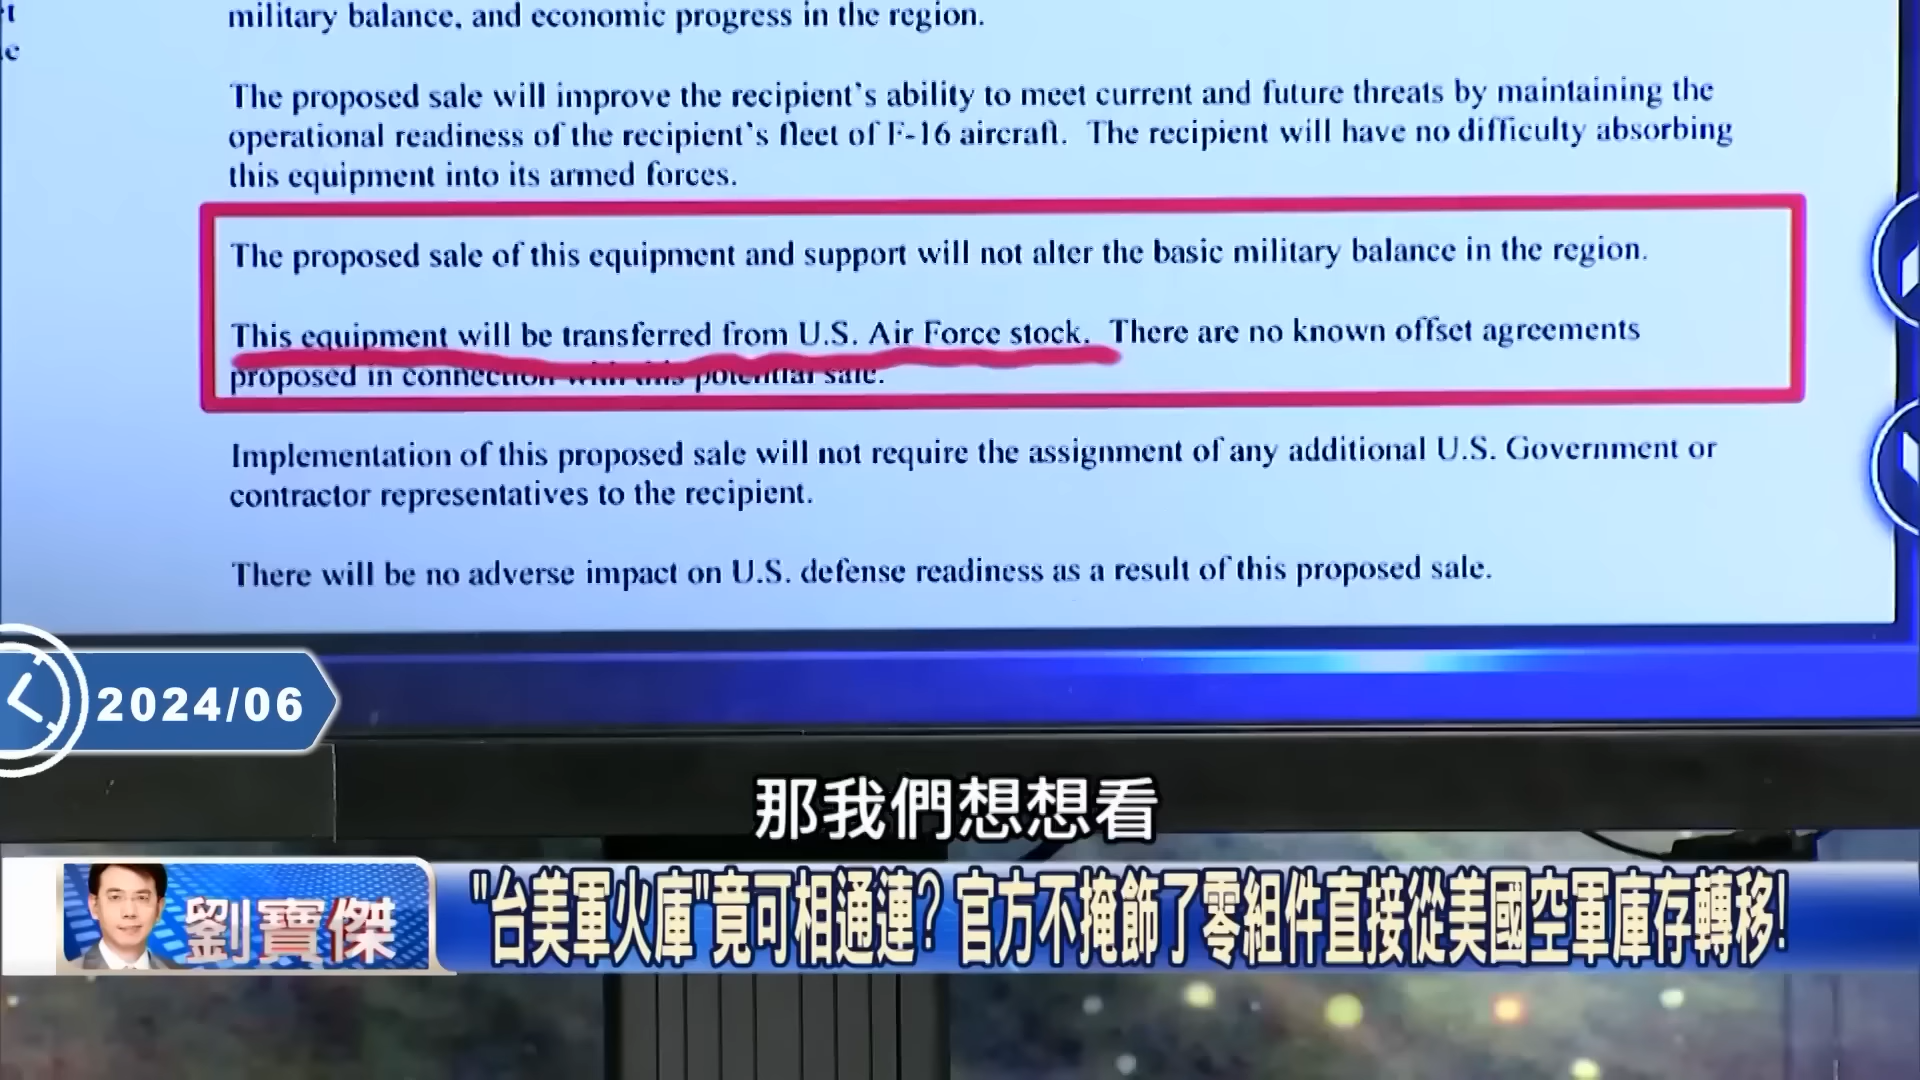 military balance, and economic progress in the region.
The proposed sale will improve the recipient's ability to meet current and future threats by maintaining the
operational readiness of the recipient's fleet of F-16 aircraft. The recipient will have no difficulty absorbing
this equipment into its armed forces.
The proposed sale of this equipment and support will not alter the basic military balance in the region.
This equipment will be transferred from U.S. Air Force stock. There are no known offset agreements
proposed in connection with this potential sale.
Implementation of this proposed sale will not require the assignment of any additional U.S. Government or
contractor representatives to the recipient.
There will be no adverse impact on U.S. defense readiness as a result of this proposed sale.
2024/06
那我們想想看
劉寶傑
"台美軍火庫"竟可相通連? 官方不掩飾了零組件直接從美國空軍庫存轉移!